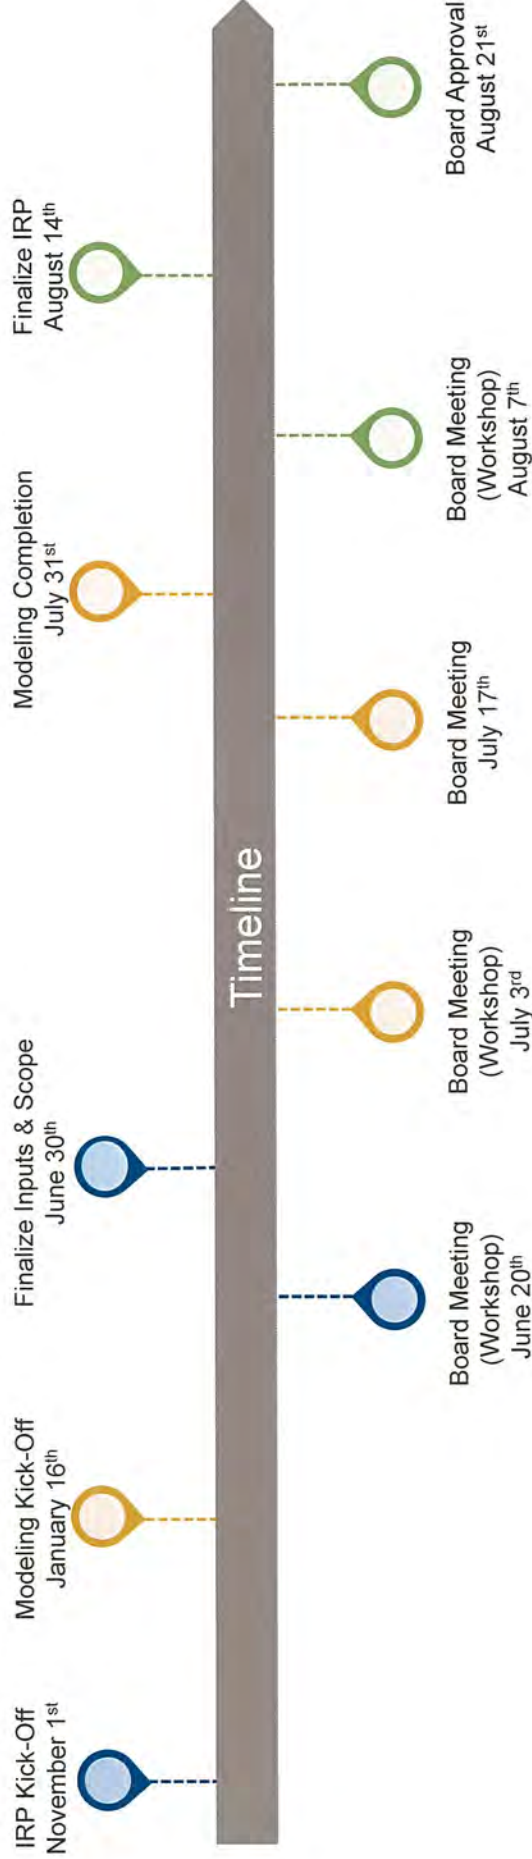 IRP Kick-Off
November 1st
Modeling Kick-Off
January 16th
Finalize Inputs & Scope
June 30th
Modeling Completion
July 31st
Finalize IRP
August 14th
Timeline
Board Meeting
(Workshop)
June 20th
Board Meeting
(Workshop)
July 3rd
Board Meeting
July 17th
Board Meeting
(Workshop)
August 7th
Board Approval
August 21st